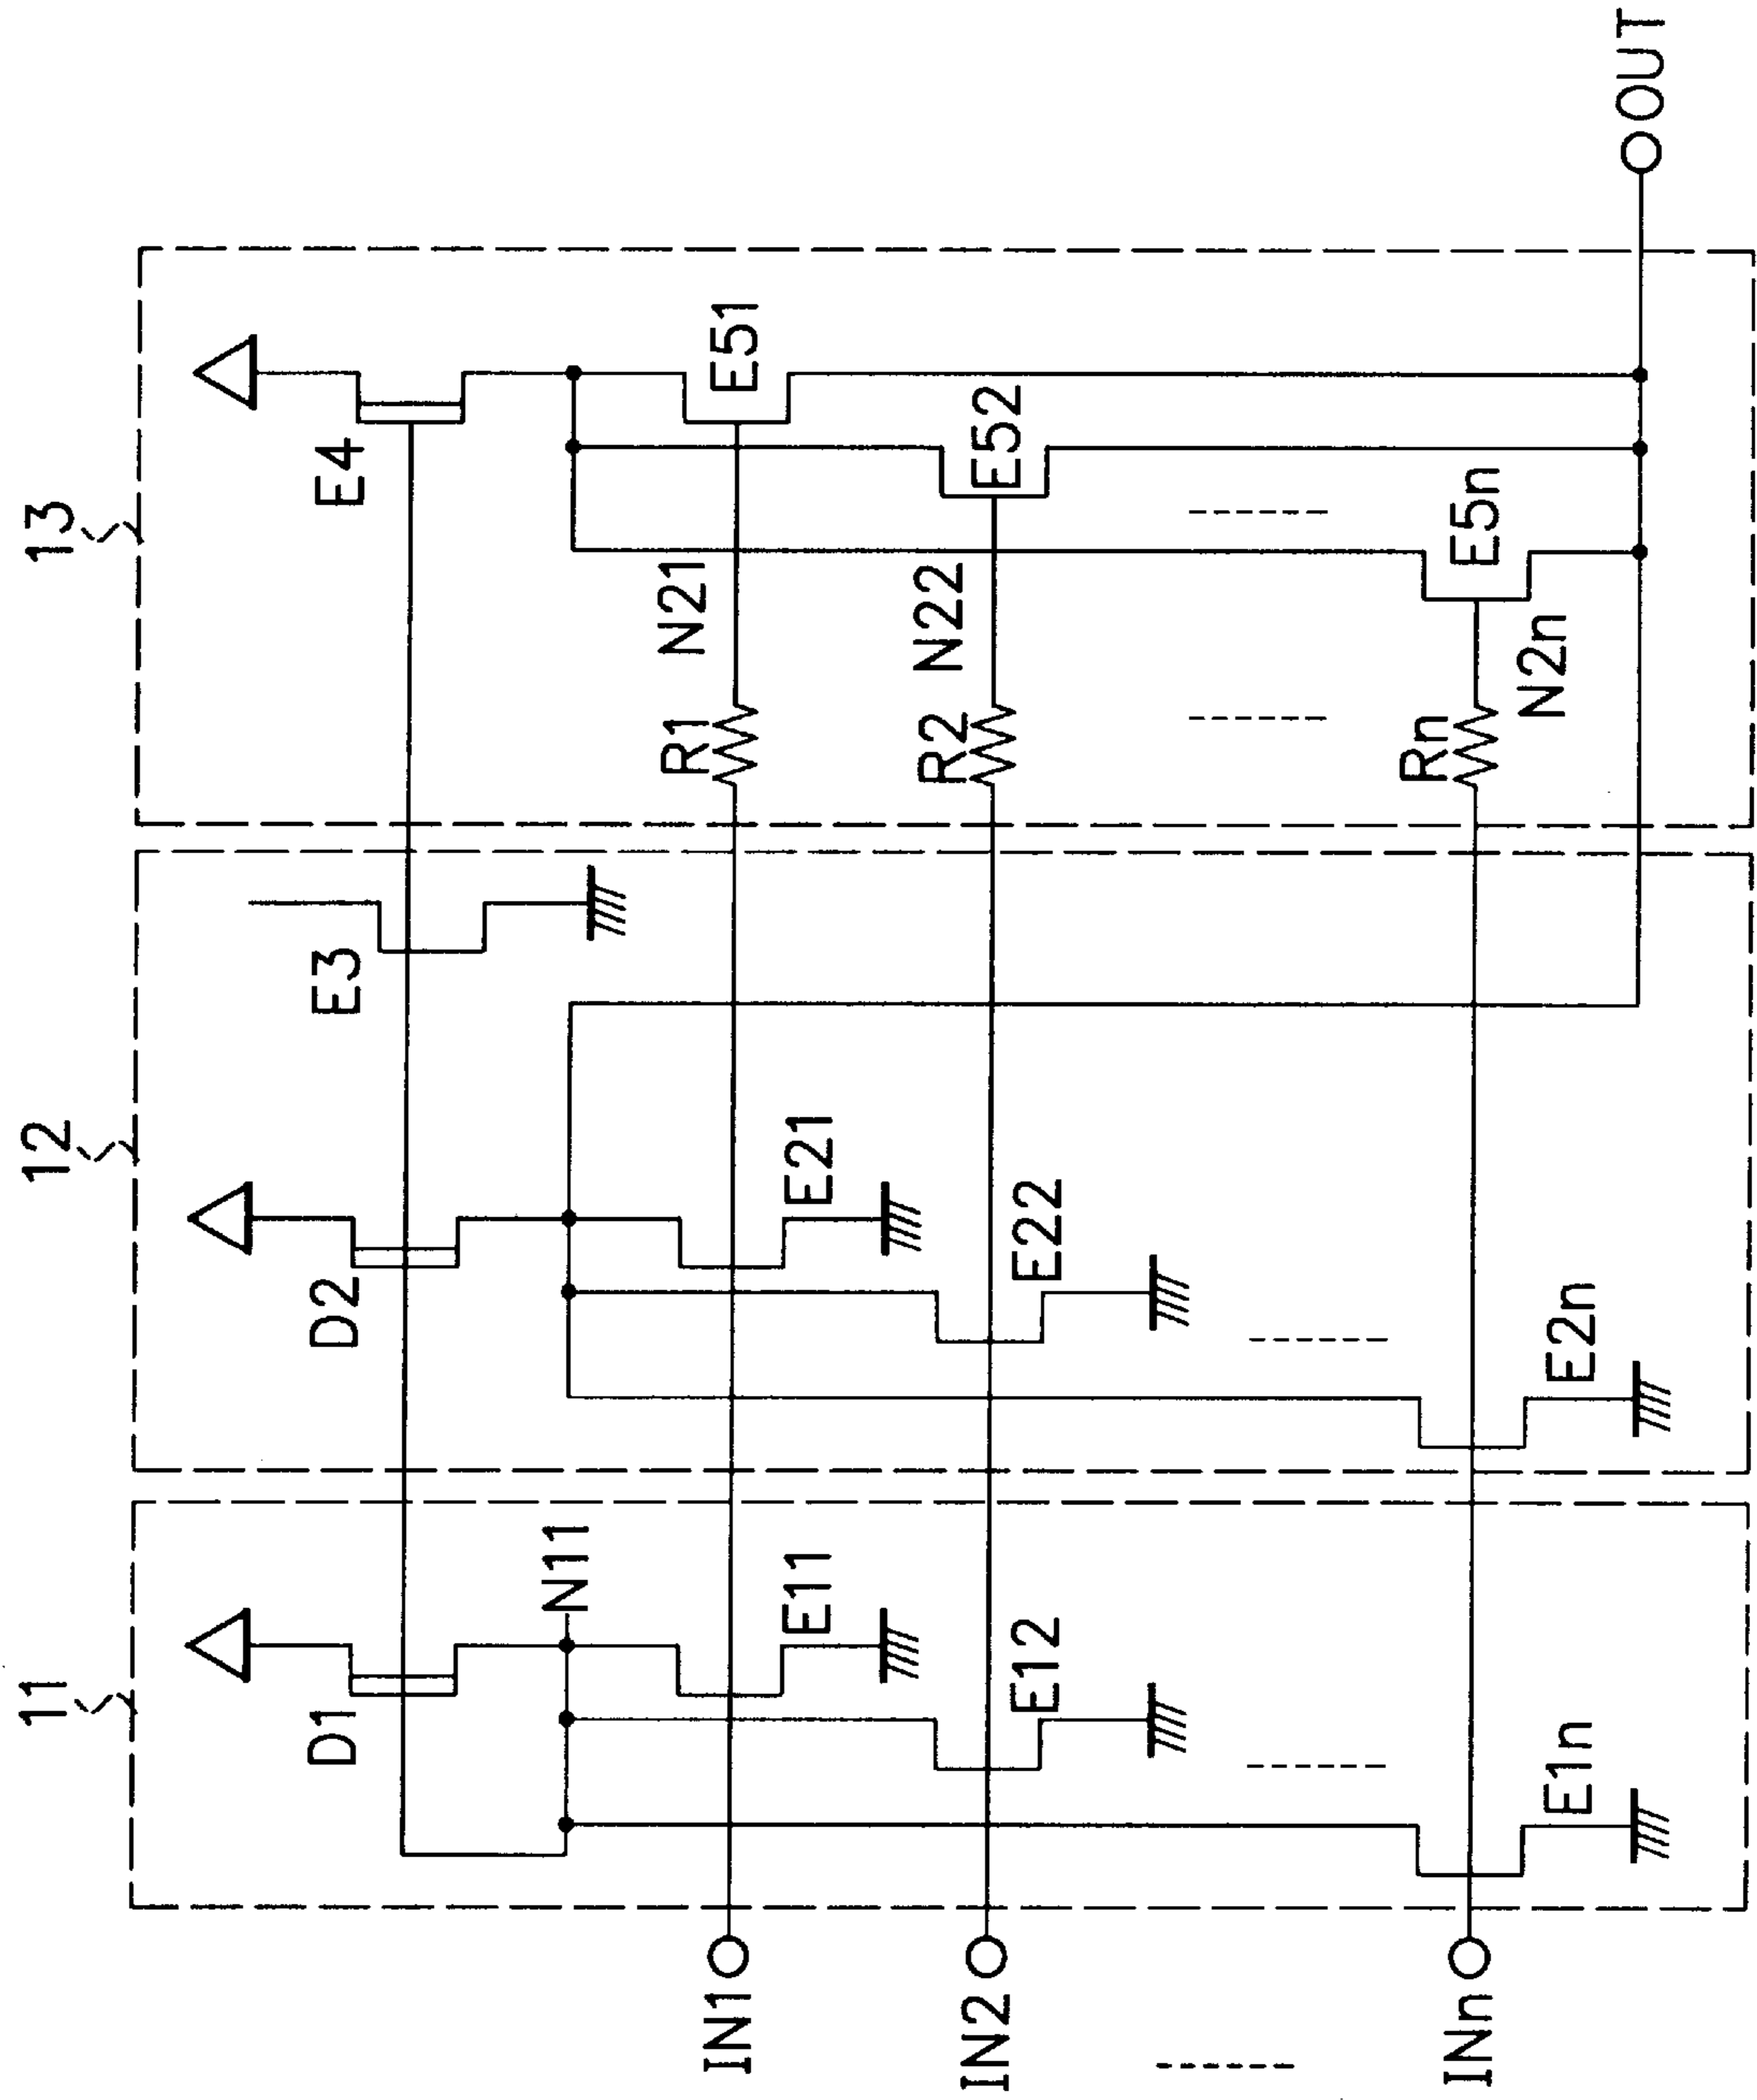 11
12
13
D1
D2
E3
E4
N11
E11
E21
R1
N21
E51
E12
E22
R2
N22
E52
E1n
E2n
Rn
N2n
E5n
IN1
IN2
INn
OUT